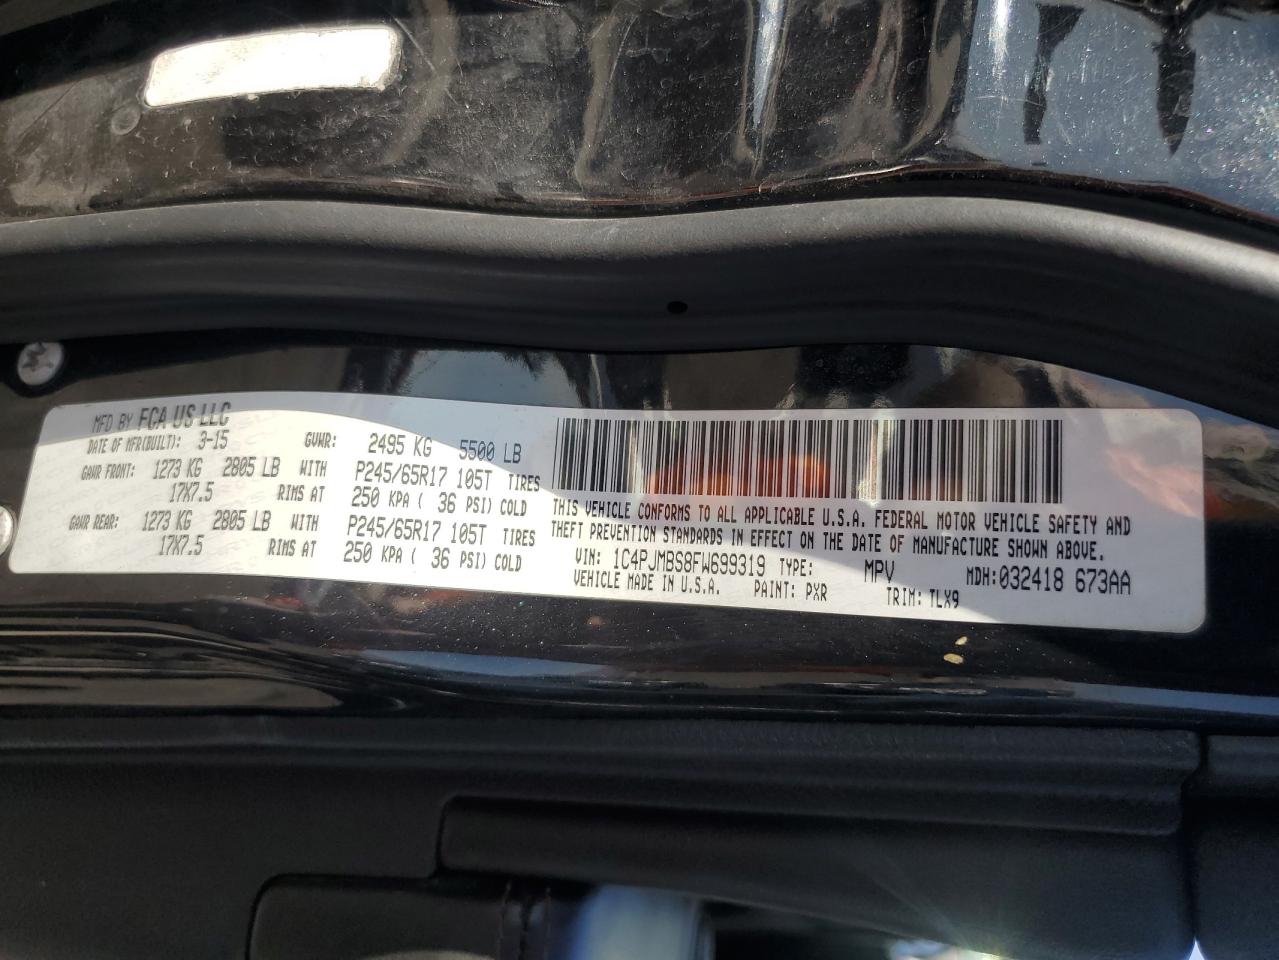 MFD BY FCA US LLC
DATE OF MFR(BUILT): 3-15 GVWR: 2495 KG 5500 LB
GAWR FRONT: 1273 KG 2805 LB WITH P245/65R17 105T TIRES
17X7.5 RIMS AT 250 KPA ( 36 PSI) COLD
GAWR REAR: 1273 KG 2805 LB WITH P245/65R17 105T TIRES
17X7.5 RIMS AT 250 KPA ( 36 PSI) COLD
THIS VEHICLE CONFORMS TO ALL APPLICABLE U.S.A. FEDERAL MOTOR VEHICLE SAFETY AND
THEFT PREVENTION STANDARDS IN EFFECT ON THE DATE OF MANUFACTURE SHOWN ABOVE.
VIN: 1C4PJMBS8FW699319 TYPE: MPV MDH:032418 673AA
VEHICLE MADE IN U.S.A. PAINT: PXR TRIM: TLX9